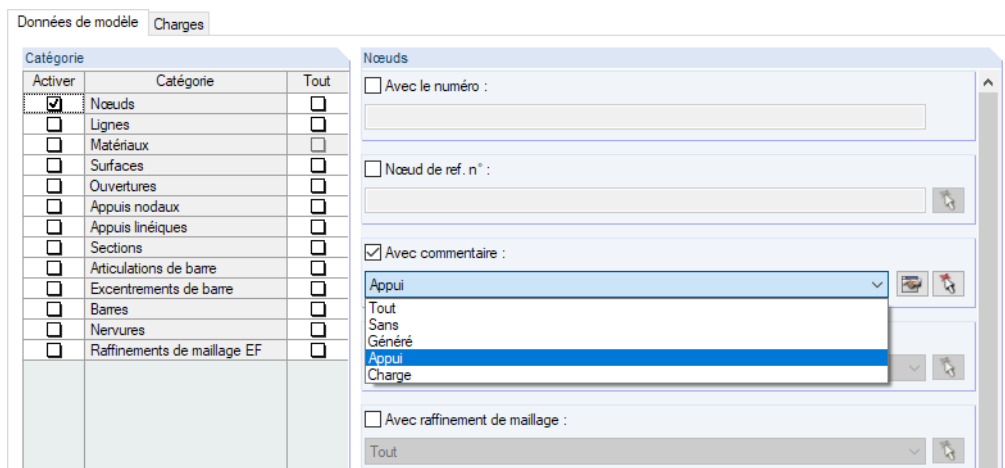 Données de modèle Charges
Catégorie
Activer Catégorie Tout
Nœuds
Lignes
Matériaux
Surfaces
Ouvertures
Appuis nodaux
Appuis linéiques
Sections
Articulations de barre
Excentrements de barre
Barres
Nervures
Raffinements de maillage EF
Nœuds
Avec le numéro :
Nœud de ref. n° :
Avec commentaire :
Appui
Tout
Sans
Généré
Appui
Charge
Avec raffinement de maillage :
Tout